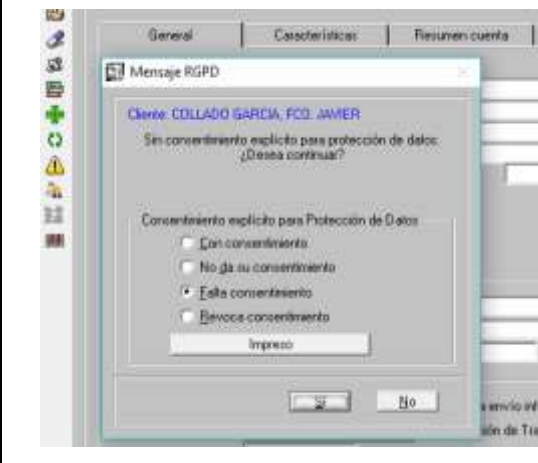 General Características Resumen cuenta
Mensaje RGPD
Cliente: COLLADO GARCIA, FCO. JAVIER
Sin consentimiento explícito para protección de datos.
¿Desea continuar?
Consentimiento explícito para Protección de Datos
Con consentimiento
No da su consentimiento
Falta consentimiento
Revoca consentimiento
Impreso
Sí No
envío inf
ón de Tra